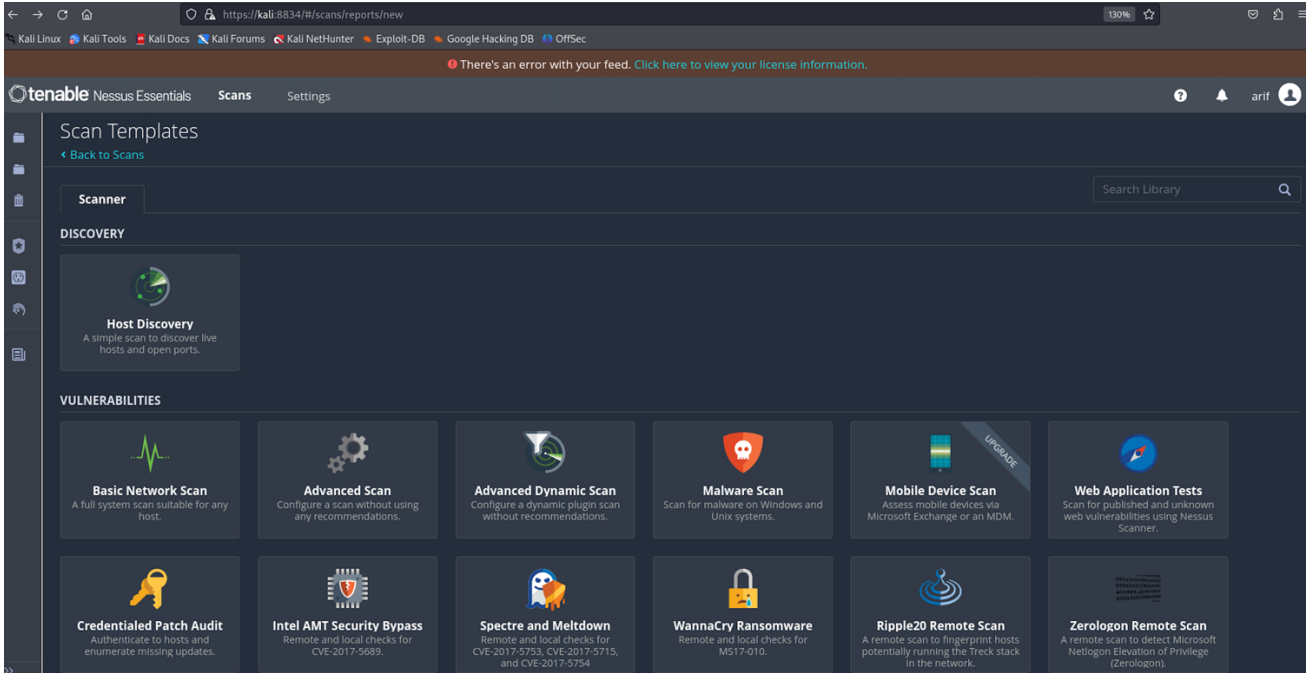 https://kali:8834/#/scans/reports/new
130%
Kali Linux Kali Tools Kali Docs Kali Forums Kali NetHunter Exploit-DB Google Hacking DB OffSec
There's an error with your feed. Click here to view your license information.
tenable Nessus Essentials Scans Settings
arif
Scan Templates
Back to Scans
Scanner
Search Library
DISCOVERY
Host Discovery
A simple scan to discover live
hosts and open ports.
VULNERABILITIES
Basic Network Scan
A full system scan suitable for any
host.
Advanced Scan
Configure a scan without using
any recommendations.
Advanced Dynamic Scan
Configure a dynamic plugin scan
without recommendations.
Malware Scan
Scan for malware on Windows and
Unix systems.
UPGRADE
Mobile Device Scan
Assess mobile devices via
Microsoft Exchange or an MDM.
Web Application Tests
Scan for published and unknown
web vulnerabilities using Nessus
Scanner.
Credentialed Patch Audit
Authenticate to hosts and
enumerate missing updates.
Intel AMT Security Bypass
Remote and local checks for
CVE-2017-5689.
Spectre and Meltdown
Remote and local checks for
CVE-2017-5753, CVE-2017-5715,
and CVE-2017-5754
WannaCry Ransomware
Remote and local checks for
MS17-010.
Ripple20 Remote Scan
A remote scan to fingerprint hosts
potentially running the Treck stack
in the network.
Zerologon Remote Scan
A remote scan to detect Microsoft
Netlogon Elevation of Privilege
(Zerologon).